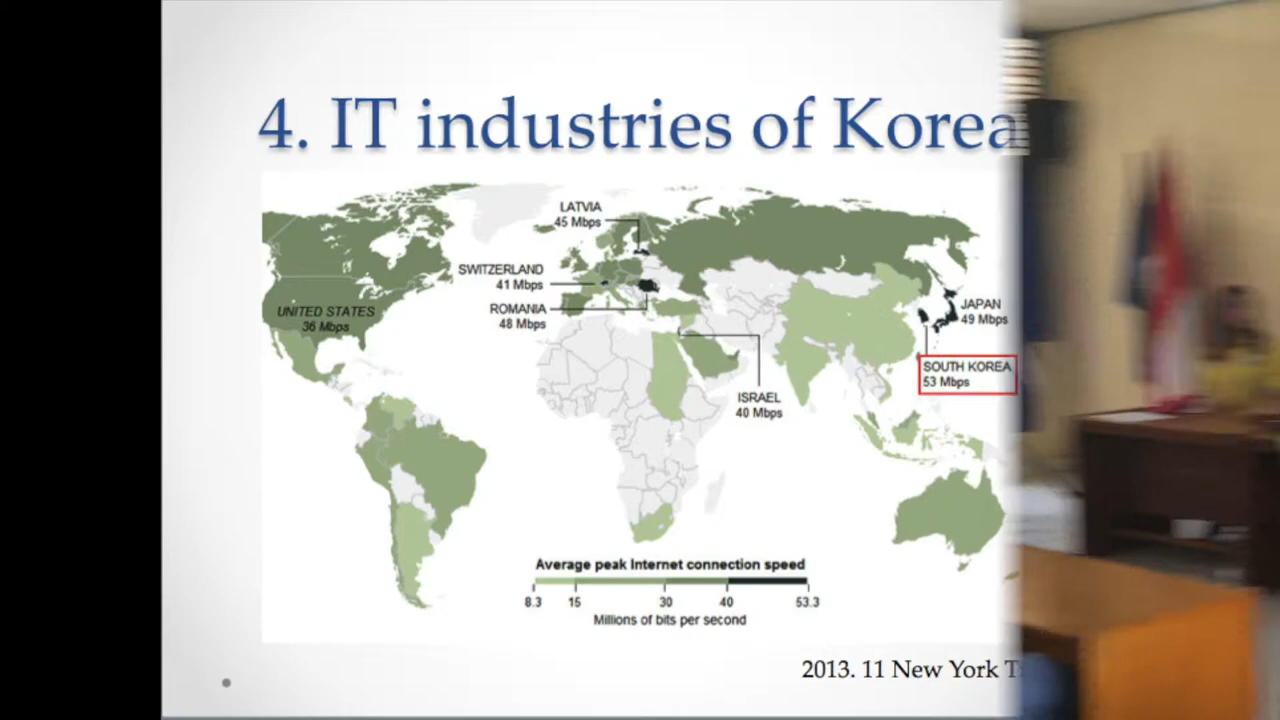 4. IT industries of Korea
LATVIA
45 Mbps
SWITZERLAND
41 Mbps
ROMANIA
48 Mbps
UNITED STATES
36 Mbps
JAPAN
49 Mbps
SOUTH KOREA
53 Mbps
ISRAEL
40 Mbps
Average peak Internet connection speed
8.3 15 30 40 53.3
Millions of bits per second
2013. 11 New York